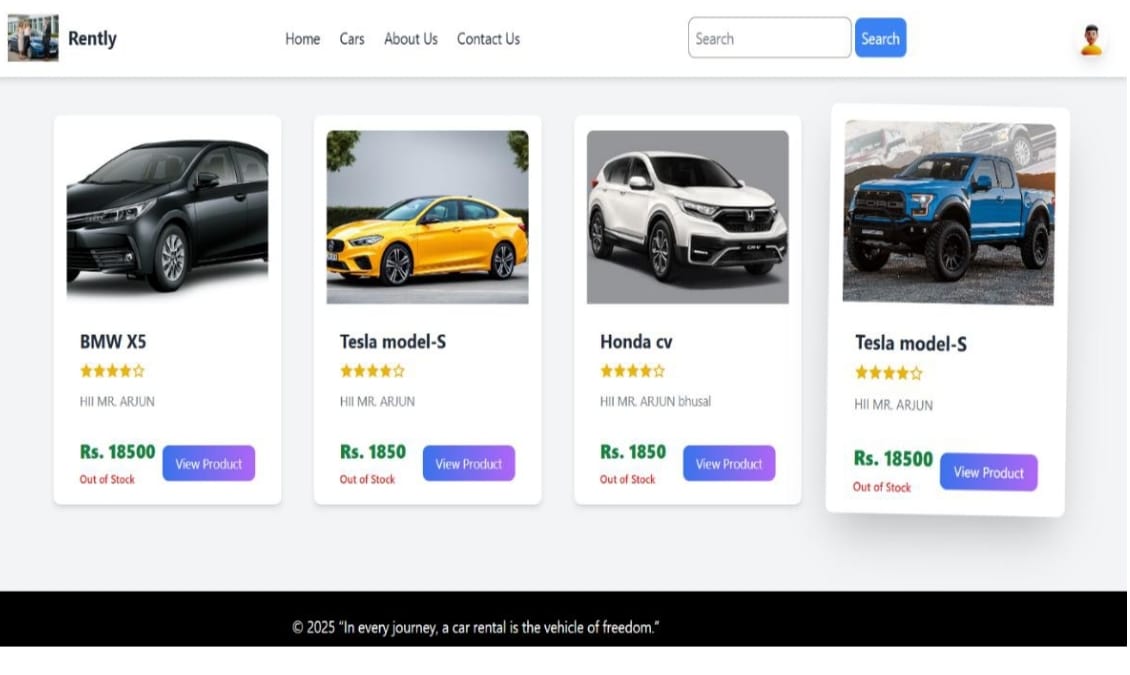 Rently
Home Cars About Us Contact Us
Search
Search
BMW X5
HII MR. ARJUN
Rs. 18500
Out of Stock
View Product
Tesla model-S
HII MR. ARJUN
Rs. 1850
Out of Stock
View Product
CR-V
Honda cv
HII MR. ARJUN bhusal
Rs. 1850
Out of Stock
View Product
FORD
Tesla model-S
HII MR. ARJUN
Rs. 18500
Out of Stock
View Product
© 2025 “In every journey, a car rental is the vehicle of freedom.”